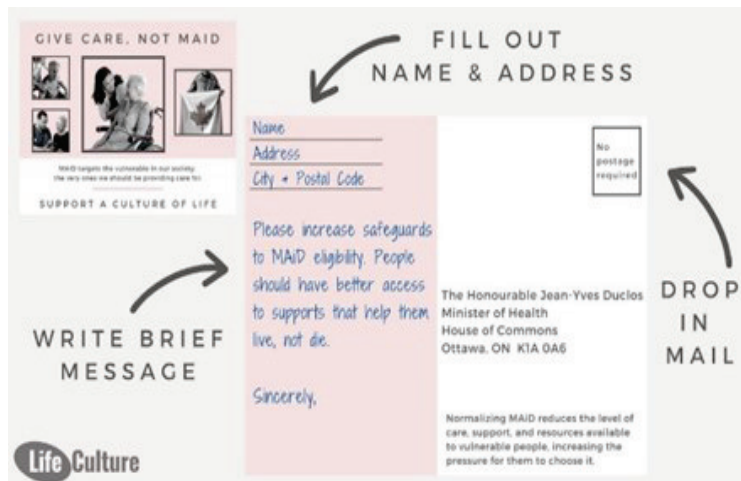 GIVE CARE, NOT MAID
MAiD targets the vulnerable in our society,
the very ones we should be providing care for.
SUPPORT A CULTURE OF LIFE
FILL OUT
NAME & ADDRESS
Name
Address
City + Postal Code
Please increase safeguards
to MAiD eligibility. People
should have better access
to supports that help them
live, not die.
Sincerely,
No
postage
required
The Honourable Jean-Yves Duclos
Minister of Health
House of Commons
Ottawa, ON K1A 0A6
Normalizing MAiD reduces the level of
care, support, and resources available
to vulnerable people, increasing the
pressure for them to choose it.
WRITE BRIEF
MESSAGE
DROP
IN
MAIL
Life Culture